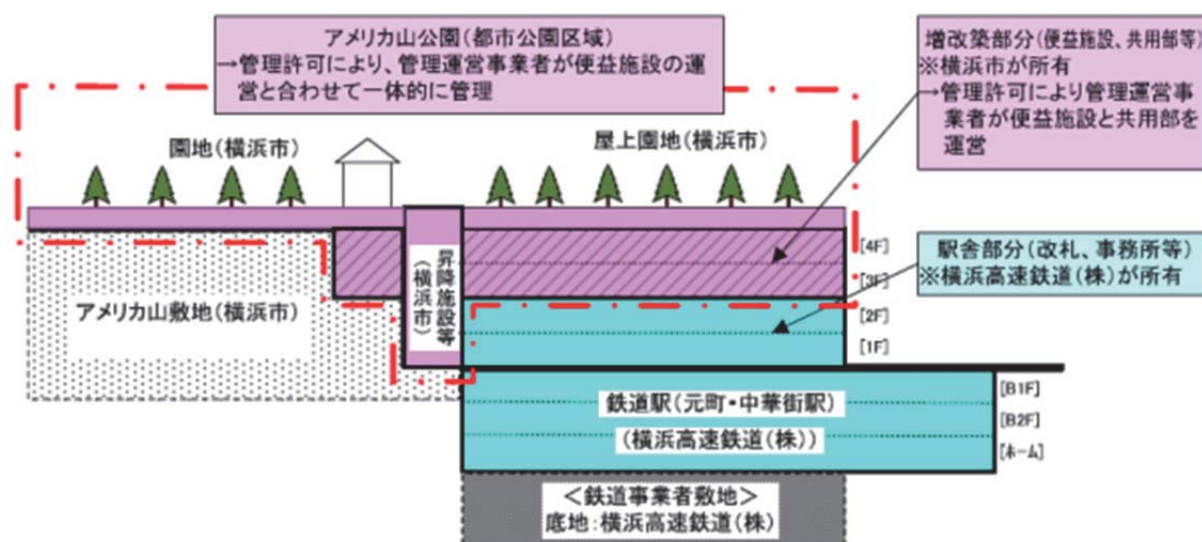 アメリカ山公園(都市公園区域)
→管理許可により、管理運営事業者が便益施設の運
営と合わせて一体的に管理
増改築部分(便益施設、共用部等)
※横浜市が所有
→管理許可により管理運営事
業者が便益施設と共用部を
運営
園地(横浜市)
屋上園地(横浜市)
駅舎部分(改札、事務所等)
※横浜高速鉄道(株)が所有
[4F]
[3F]
[2F]
[1F]
昇降施設等
(横浜市)
アメリカ山敷地(横浜市)
鉄道駅(元町・中華街駅)
(横浜高速鉄道(株))
[B1F]
[B2F]
[ホーム]
<鉄道事業者敷地>
底地:横浜高速鉄道(株)